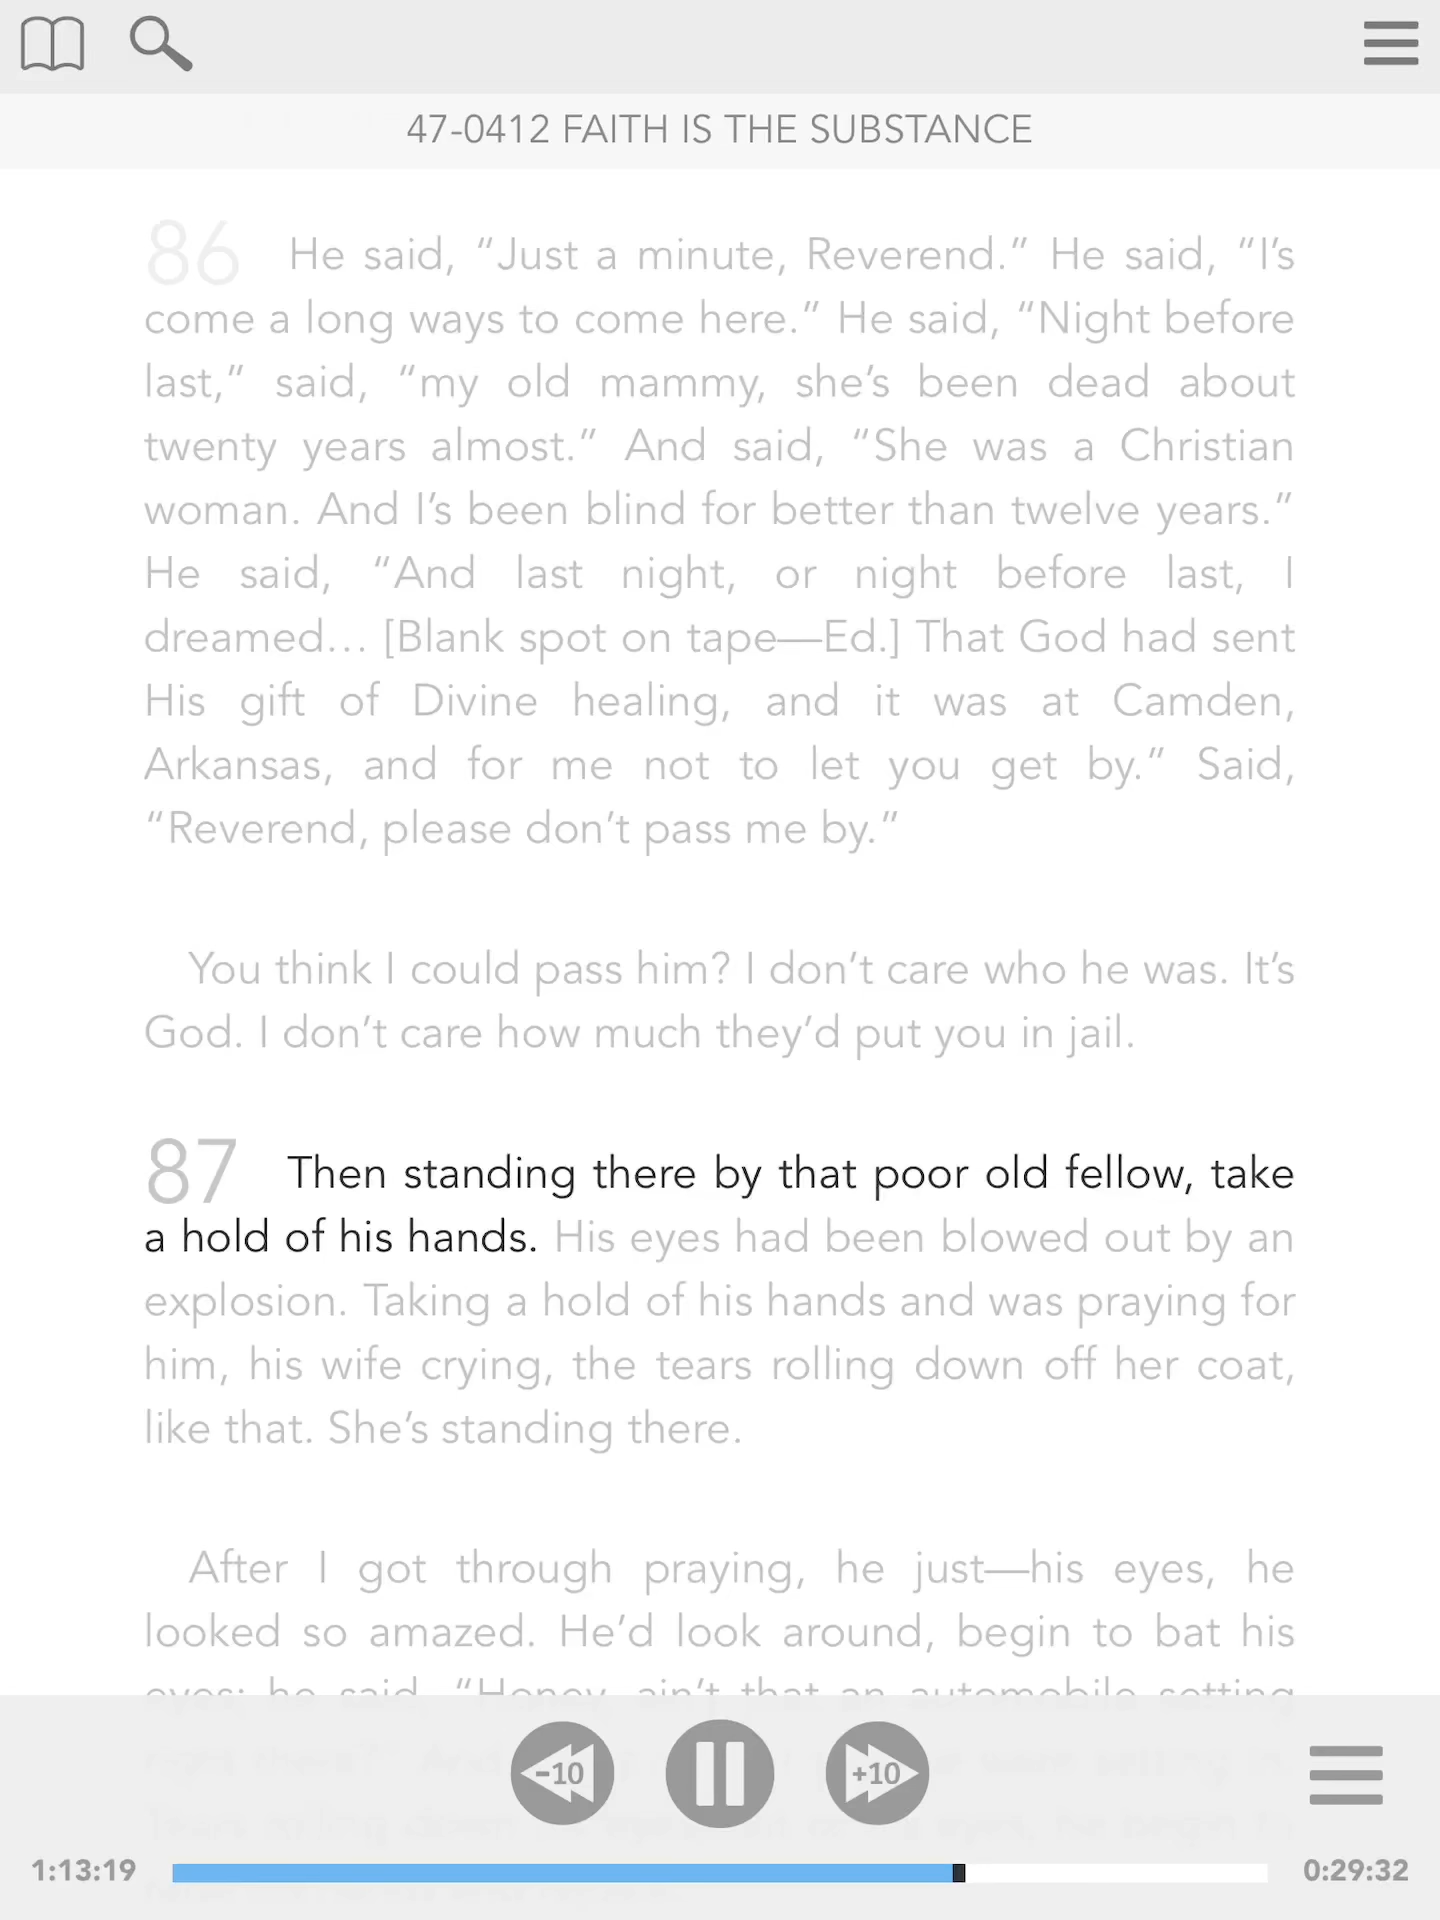 47-0412 FAITH IS THE SUBSTANCE
86 He said, “Just a minute, Reverend.” He said, “I’s
come a long ways to come here.” He said, “Night before
last,” said, “my old mammy, she’s been dead about
twenty years almost.” And said, “She was a Christian
woman. And I’s been blind for better than twelve years.”
He said, “And last night, or night before last, I
dreamed… [Blank spot on tape—Ed.] That God had sent
His gift of Divine healing, and it was at Camden,
Arkansas, and for me not to let you get by.” Said,
“Reverend, please don’t pass me by.”
You think I could pass him? I don’t care who he was. It’s
God. I don’t care how much they’d put you in jail.
87 Then standing there by that poor old fellow, take
a hold of his hands. His eyes had been blowed out by an
explosion. Taking a hold of his hands and was praying for
him, his wife crying, the tears rolling down off her coat,
like that. She’s standing there.
After I got through praying, he just—his eyes, he
looked so amazed. He’d look around, begin to bat his
eyes; he said, “Honey, ain’t that an automobile setting
-10
+10
1:13:19
0:29:32